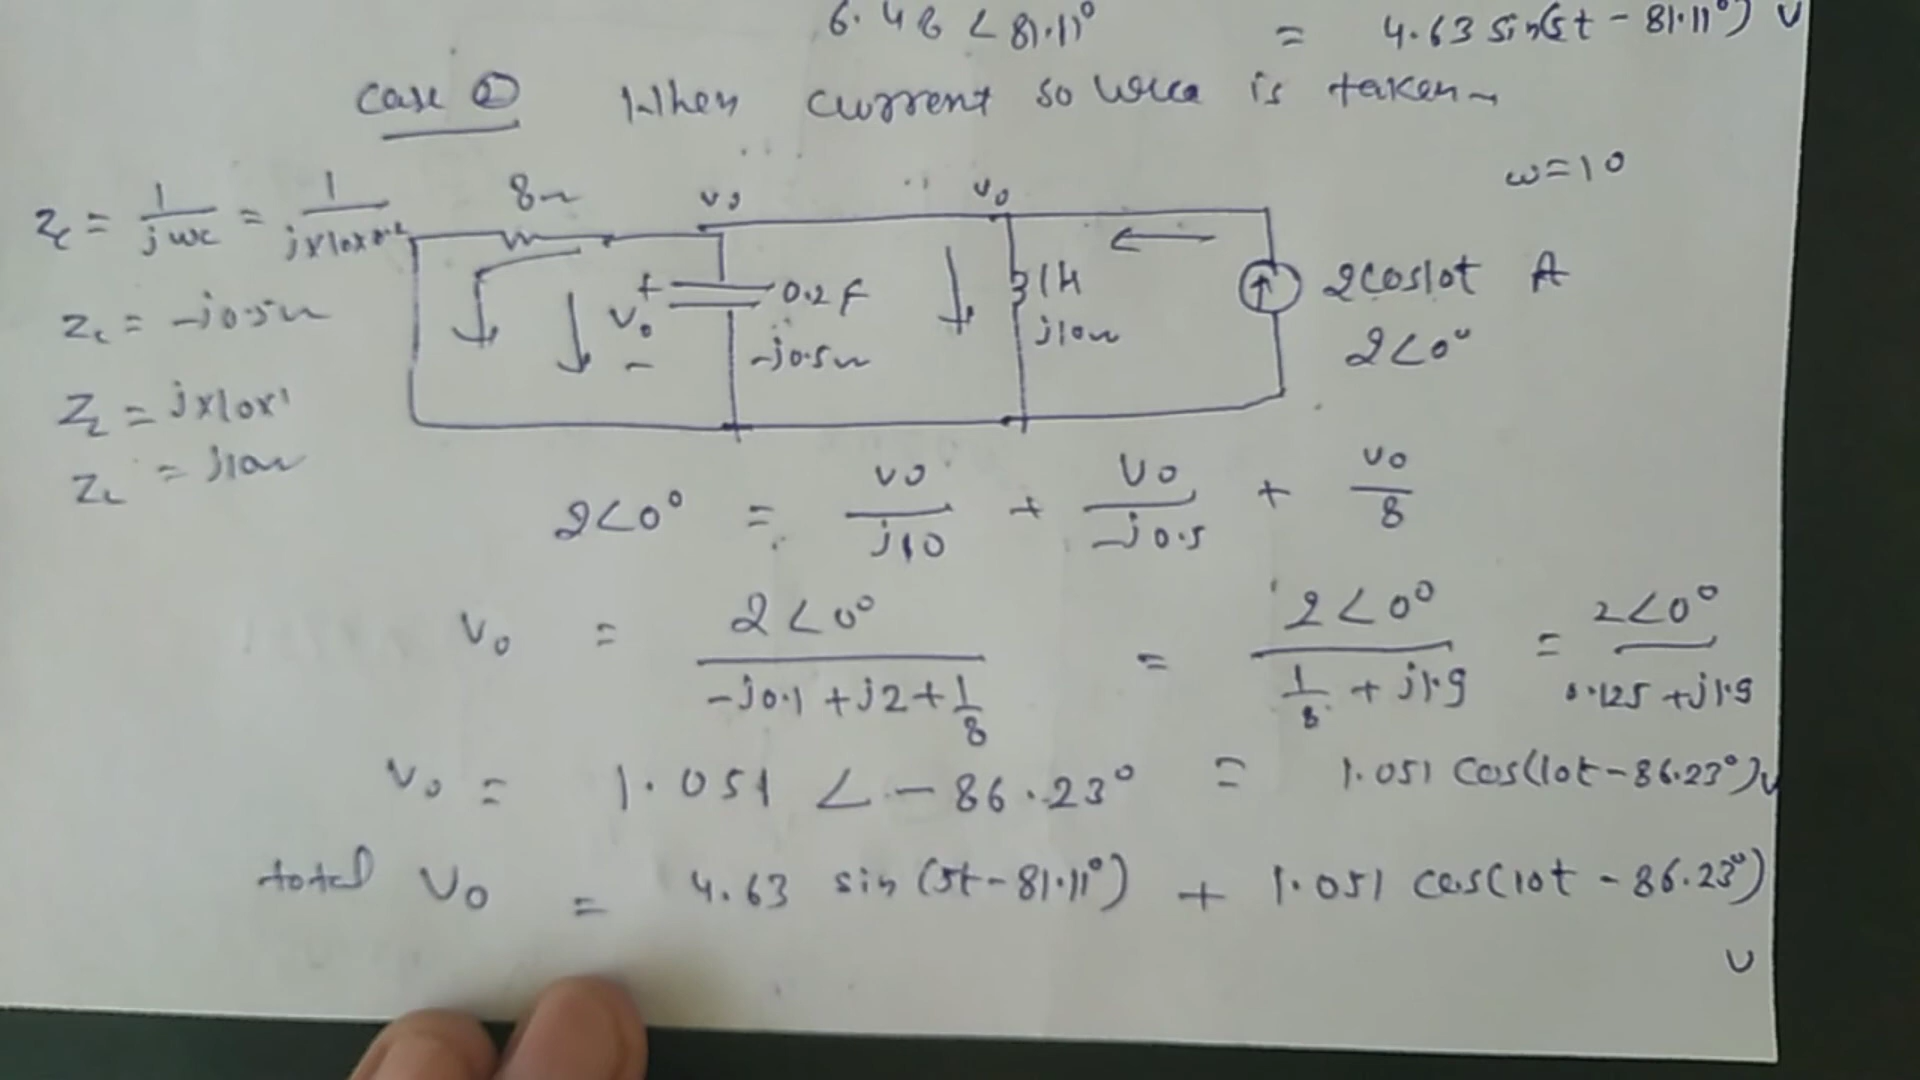 6.48 ∠ 81.11° = 4.63 sin(5t - 81.11°) V
Case ② When current source is taken
ω=10
Zc = 1/jωc = 1/j×10×0.2
8Ω
V0
V0
Zc = -j0.5Ω
+ V0 -
0.2 F
-j0.5Ω
1H
j10Ω
2cos10t A
2∠0°
ZL = j×10×1
ZL = j10Ω
2∠0° = V0/j10 + V0/-j0.5 + V0/8
V0 = 2∠0°/(-j0.1 + j2 + 1/8) = 2∠0°/(1/8 + j1.9) = 2∠0°/(0.125 + j1.9)
V0 = 1.051 ∠ -86.23° = 1.051 cos(10t - 86.23°) V
total V0 = 4.63 sin (5t - 81.11°) + 1.051 cos(10t - 86.23°)
V